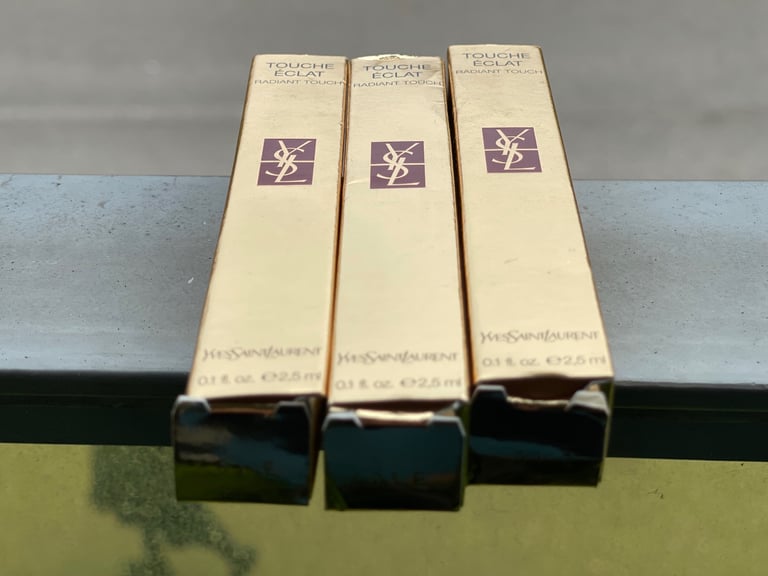 TOUCHE
ÉCLAT
RADIANT TOUCH
YSL
YVESSAINTLAURENT
0.1 fl. oz. ℮2,5 ml
TOUCHE
ÉCLAT
RADIANT TOUCH
YSL
YVESSAINTLAURENT
0.1 fl. oz. ℮2,5 ml
TOUCHE
ÉCLAT
RADIANT TOUCH
YSL
YVESSAINTLAURENT
0.1 fl. oz. ℮2,5 ml